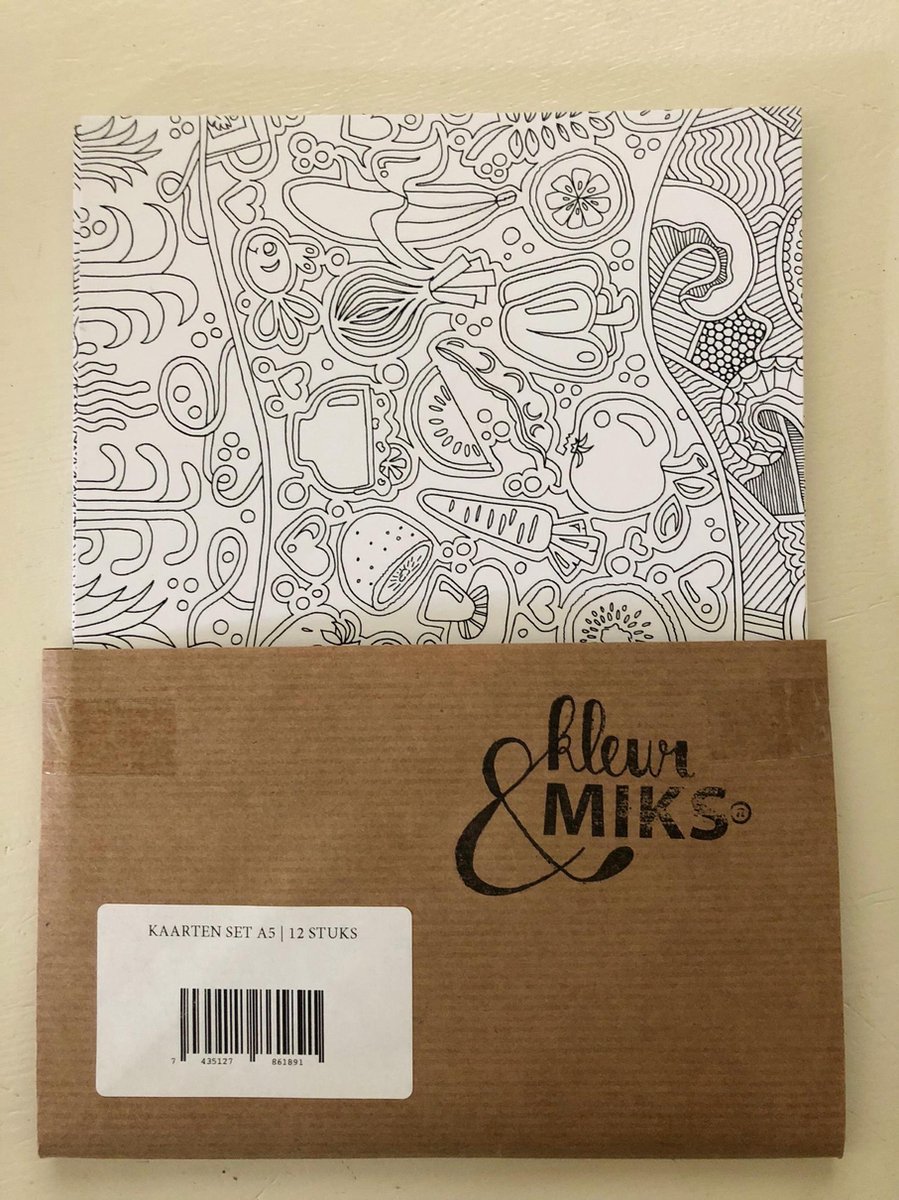 kleur
& MIKS®
KAARTEN SET A5 | 12 STUKS
7 435127 861891